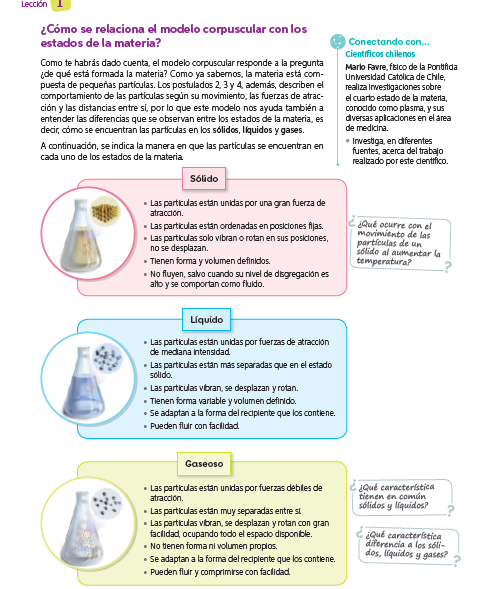 Lección 1
¿Cómo se relaciona el modelo corpuscular con los
estados de la materia?
Como te habrás dado cuenta, el modelo corpuscular responde a la pregunta
¿de qué está formada la materia? Como ya sabemos, la materia está com-
puesta de pequeñas partículas. Los postulados 2, 3 y 4, además, describen el
comportamiento de las partículas según su movimiento, las fuerzas de atrac-
ción y las distancias entre sí, por lo que este modelo nos ayuda también a
entender las diferencias que se observan entre los estados de la materia, es
decir, cómo se encuentran las partículas en los sólidos, líquidos y gases.
A continuación, se indica la manera en que las partículas se encuentran en
cada uno de los estados de la materia.
Conectando con...
Científicos chilenos
Mario Favre, físico de la Pontificia
Universidad Católica de Chile,
realiza investigaciones sobre
el cuarto estado de la materia,
conocido como plasma, y sus
diversas aplicaciones en el área
de medicina.
• Investiga, en diferentes
fuentes, acerca del trabajo
realizado por este científico.
Sólido
• Las partículas están unidas por una gran fuerza de
atracción.
• Las partículas están ordenadas en posiciones fijas.
• Las partículas solo vibran o rotan en sus posiciones,
no se desplazan.
• Tienen forma y volumen definidos.
• No fluyen, salvo cuando su nivel de disgregación es
alto y se comportan como fluido.
¿Qué ocurre con el
movimiento de las
partículas de un
sólido al aumentar la
temperatura?
Líquido
• Las partículas están unidas por fuerzas de atracción
de mediana intensidad.
• Las partículas están más separadas que en el estado
sólido.
• Las partículas vibran, se desplazan y rotan.
• Tienen forma variable y volumen definido.
• Se adaptan a la forma del recipiente que los contiene.
• Pueden fluir con facilidad.
Gaseoso
• Las partículas están unidas por fuerzas débiles de
atracción.
• Las partículas están muy separadas entre sí.
• Las partículas vibran, se desplazan y rotan con gran
facilidad, ocupando todo el espacio disponible.
• No tienen forma ni volumen propios.
• Se adaptan a la forma del recipiente que los contiene.
• Pueden fluir y comprimirse con facilidad.
¿Qué característica
tienen en común
sólidos y líquidos?
¿Qué característica
diferencia a los sóli-
dos, líquidos y gases?